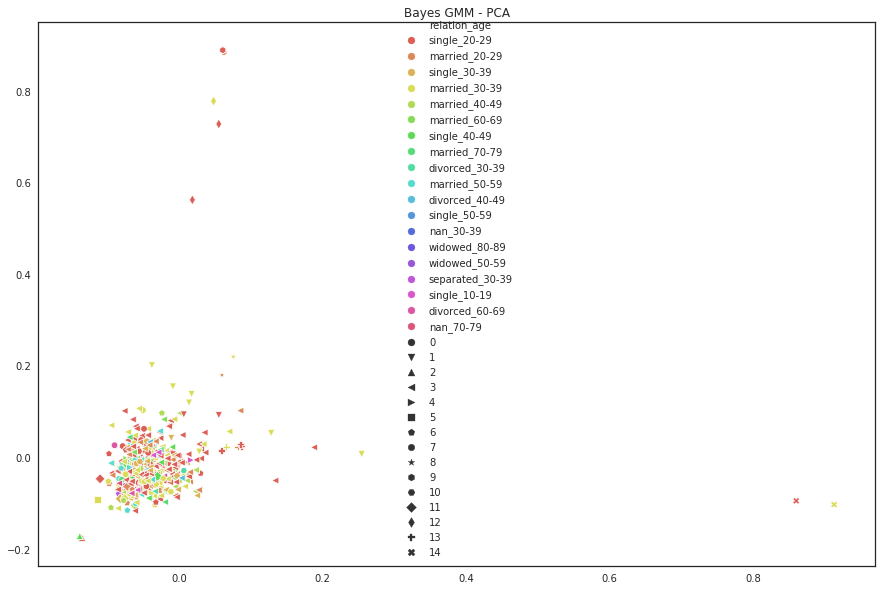 Bayes GMM - PCA
relation_age
single_20-29
married_20-29
single_30-39
married_30-39
married_40-49
married_60-69
single_40-49
married_70-79
divorced_30-39
married_50-59
divorced_40-49
single_50-59
nan_30-39
widowed_80-89
widowed_50-59
separated_30-39
single_10-19
divorced_60-69
nan_70-79
0
1
2
3
4
5
6
7
8
9
10
11
12
13
14
0.8
0.6
0.4
0.2
0.0
−0.2
0.0 0.2 0.4 0.6 0.8